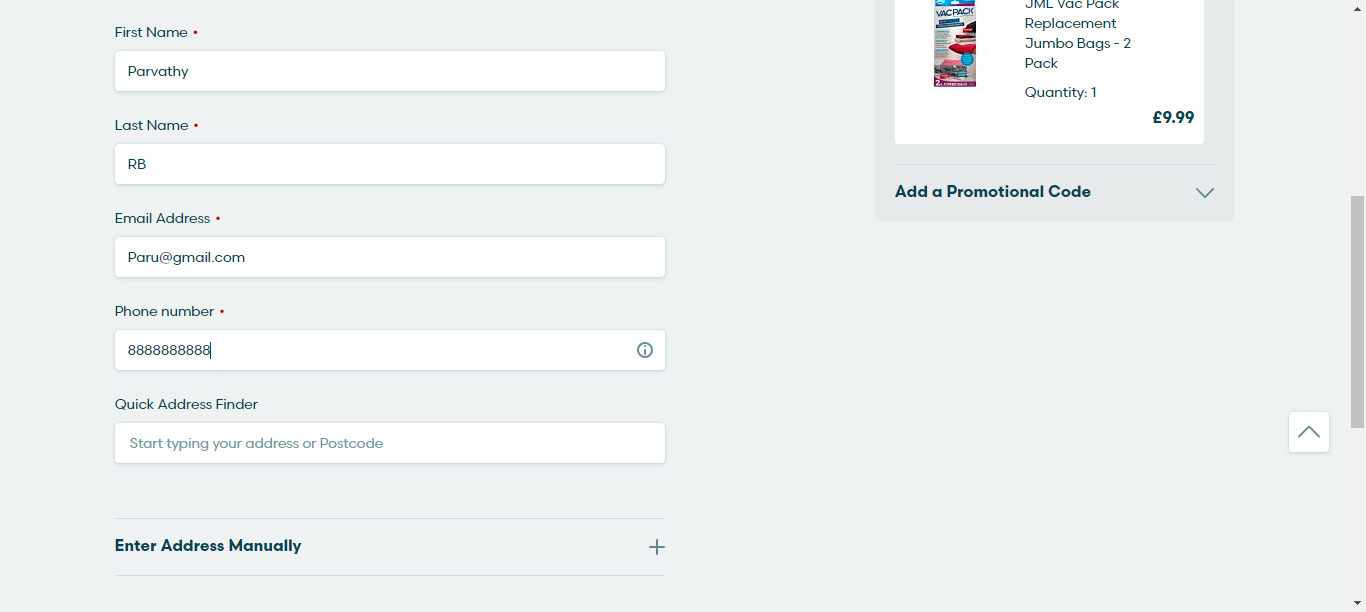 First Name •
Parvathy
Last Name •
RB
Email Address •
Paru@gmail.com
Phone number •
8888888888
Quick Address Finder
Start typing your address or Postcode
Enter Address Manually
VACPACK
JML Vac Pack
Replacement
Jumbo Bags - 2
Pack
Quantity: 1
£9.99
Add a Promotional Code